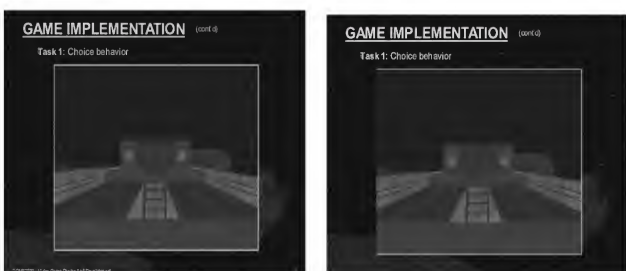 GAME IMPLEMENTATION (cont'd)
Task 1: Choice behavior
GAME IMPLEMENTATION (cont'd)
Task 1: Choice behavior